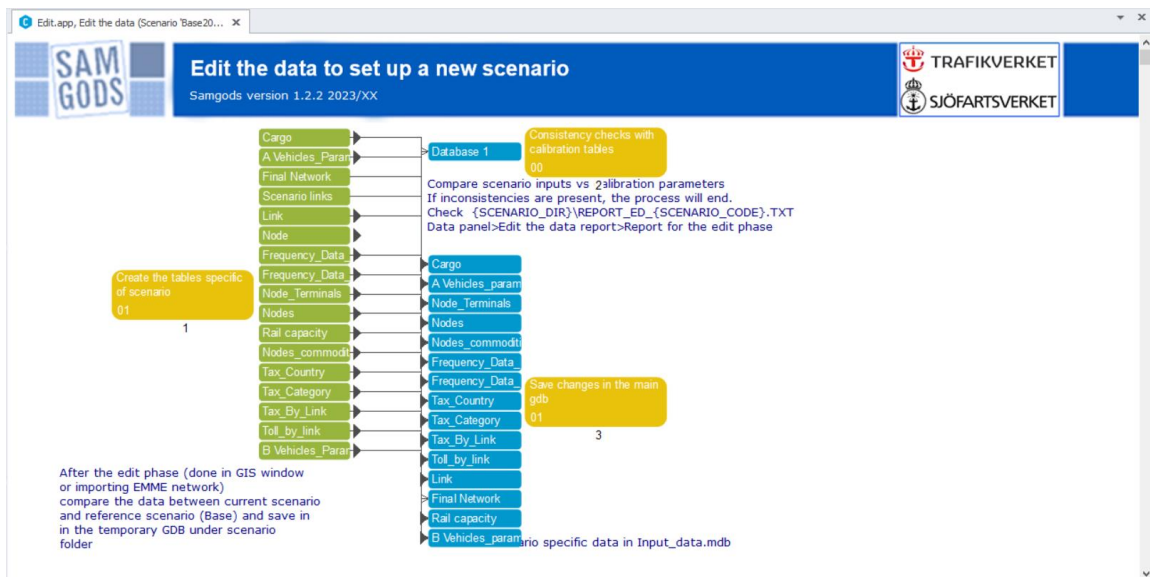 Edit.app, Edit the data (Scenario 'Base20...
SAM
GODS
Edit the data to set up a new scenario
Samgods version 1.2.2 2023/XX
TRAFIKVERKET
SJÖFARTSVERKET
Cargo
A Vehicles_Param
Final Network
Scenario links
Link
Node
Frequency_Data_
Frequency_Data_
Node_Terminals
Nodes
Rail capacity
Nodes_commodit
Tax_Country
Tax_Category
Tax_By_Link
Toll_by_link
B Vehicles_Param
Create the tables specific
of scenario
01
1
Database 1
Consistency checks with
calibration tables
00
2
Compare scenario inputs vs calibration parameters
If inconsistencies are present, the process will end.
Check {SCENARIO_DIR}\REPORT_ED_{SCENARIO_CODE}.TXT
Data panel>Edit the data report>Report for the edit phase
Cargo
A Vehicles_param
Node_Terminals
Nodes
Nodes_commoditi
Frequency_Data_
Frequency_Data_
Tax_Country
Tax_Category
Tax_By_Link
Toll_by_link
Link
Final Network
Rail capacity
B Vehicles_param
Save changes in the main
gdb
01
3
After the edit phase (done in GIS window
or importing EMME network)
compare the data between current scenario
and reference scenario (Base) and save in
in the temporary GDB under scenario
folder
ario specific data in Input_data.mdb